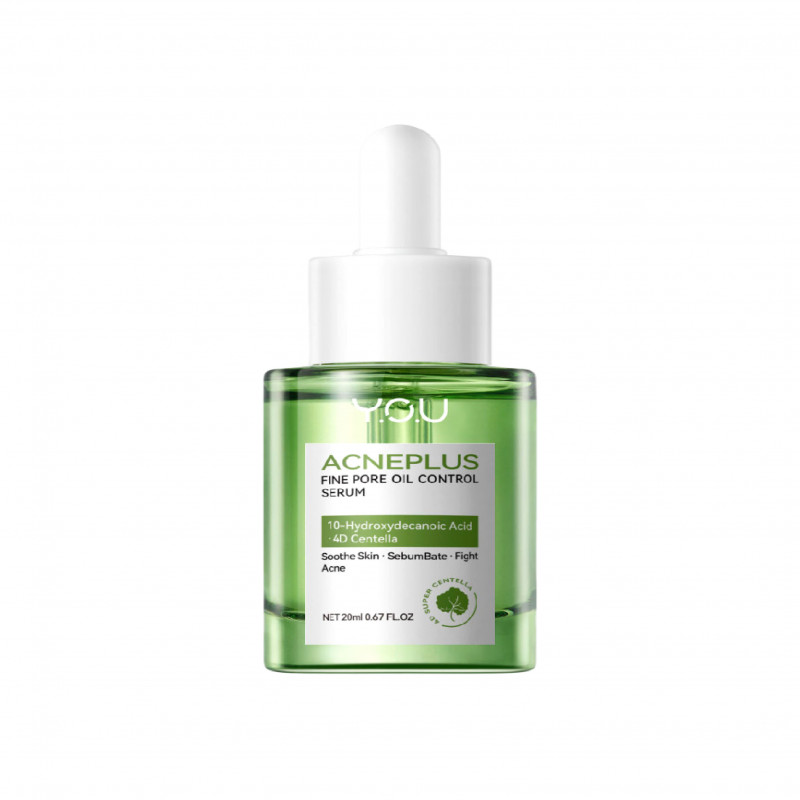 Y.O.U
ACNEPLUS
FINE PORE OIL CONTROL
SERUM
10-Hydroxydecanoic Acid
·4D Centella
Soothe Skin · SebumBate · Fight
Acne
4D SUPER CENTELLA
NET 20ml 0.67 FL.OZ